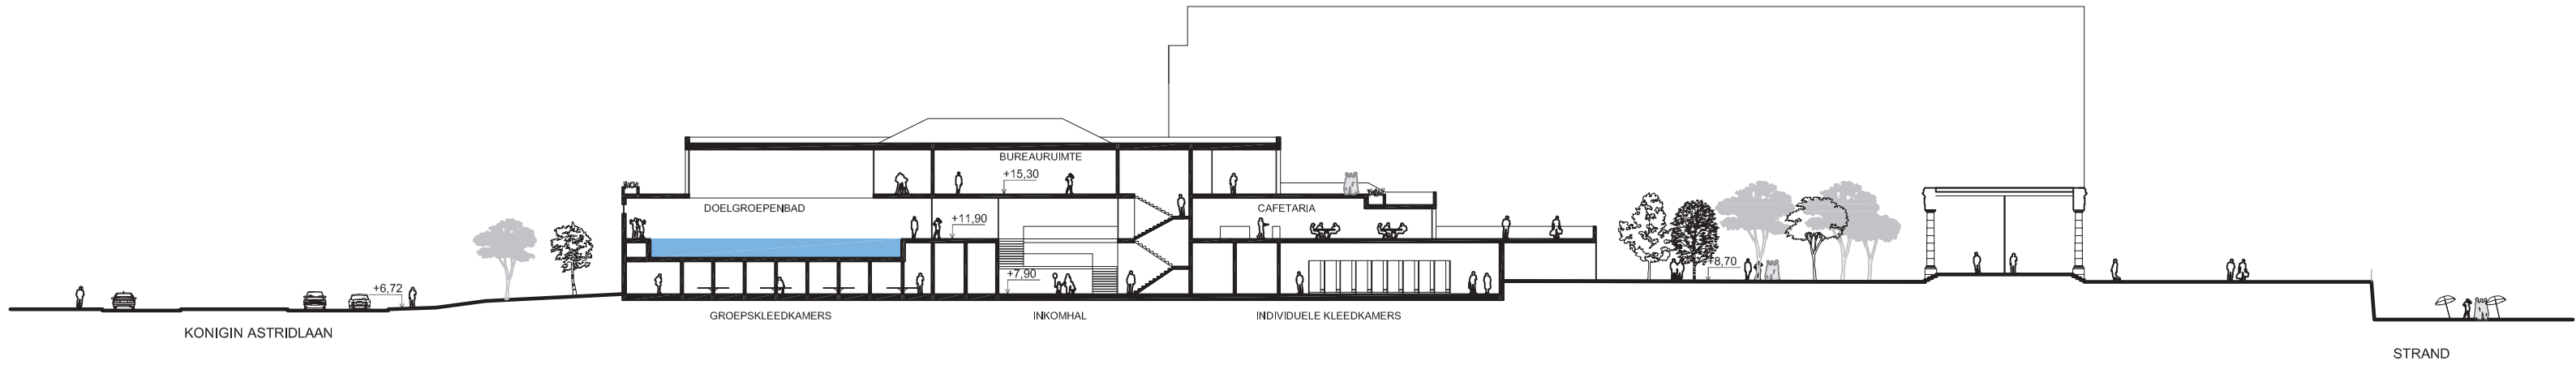 BUREAURUIMTE
+15,30
DOELGROEPENBAD
CAFETARIA
+11,90
+7,90
+8,70
+6,72
GROEPSKLEEDKAMERS
INKOMHAL
INDIVIDUELE KLEEDKAMERS
KONIGIN ASTRIDLAAN
STRAND